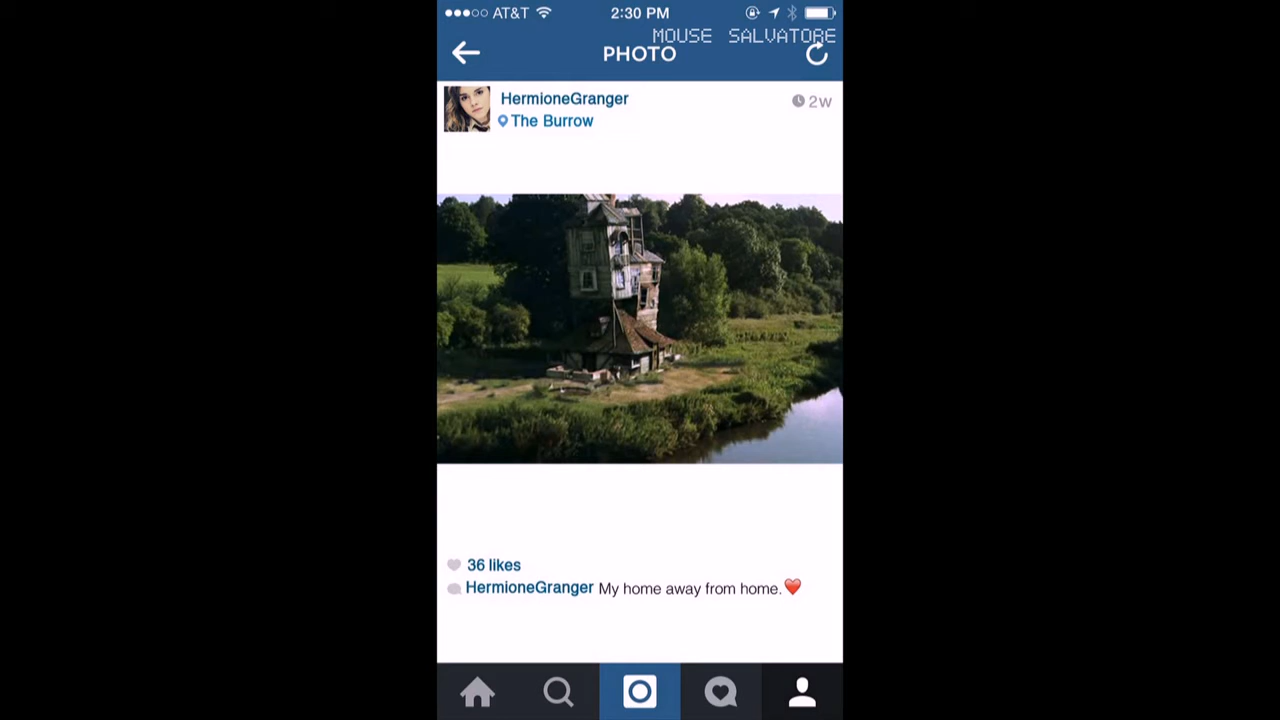 AT&T 2:30 PM
MOUSE SALVATORE
PHOTO
HermioneGranger 2w
The Burrow
36 likes
HermioneGranger My home away from home.❤️